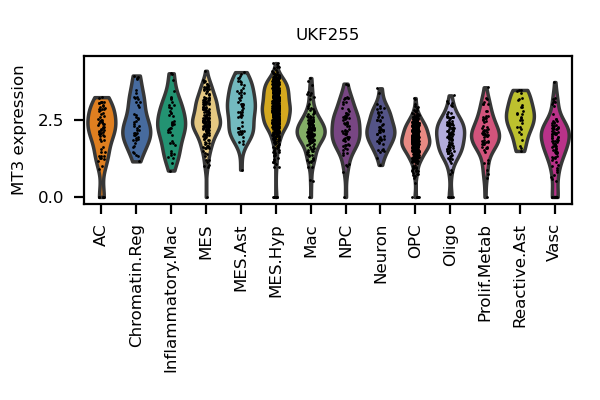 UKF255
MT3 expression
2.5
0.0
AC
Chromatin.Reg
Inflammatory.Mac
MES
MES.Ast
MES.Hyp
Mac
NPC
Neuron
OPC
Oligo
Prolif.Metab
Reactive.Ast
Vasc